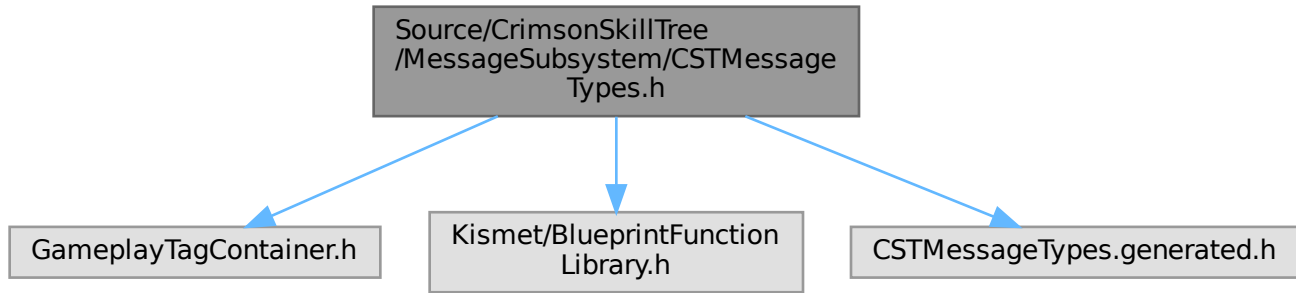 Source/CrimsonSkillTree
/MessageSubsystem/CSTMessage
Types.h
GameplayTagContainer.h
Kismet/BlueprintFunction
Library.h
CSTMessageTypes.generated.h